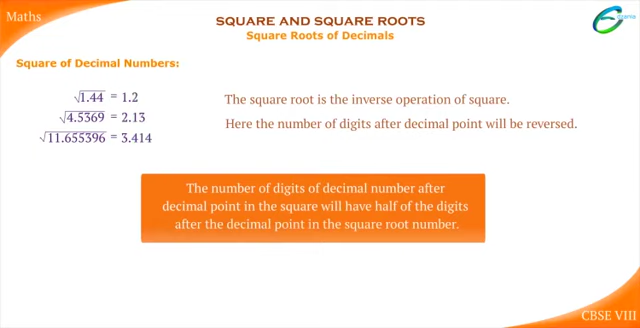 Maths
SQUARE AND SQUARE ROOTS
Square Roots of Decimals
Square of Decimal Numbers:
√1.44 = 1.2
√4.5369 = 2.13
√11.655396 = 3.414
The square root is the inverse operation of square.
Here the number of digits after decimal point will be reversed.
The number of digits of decimal number after
decimal point in the square will have half of the digits
after the decimal point in the square root number.
CBSE VIII